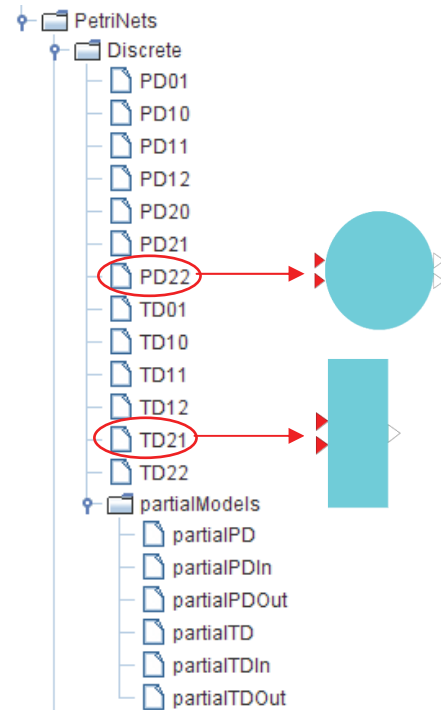 PetriNets
Discrete
PD01
PD10
PD11
PD12
PD20
PD21
PD22
TD01
TD10
TD11
TD12
TD21
TD22
partialModels
partialPD
partialPDIn
partialPDOut
partialTD
partialTDIn
partialTDOut